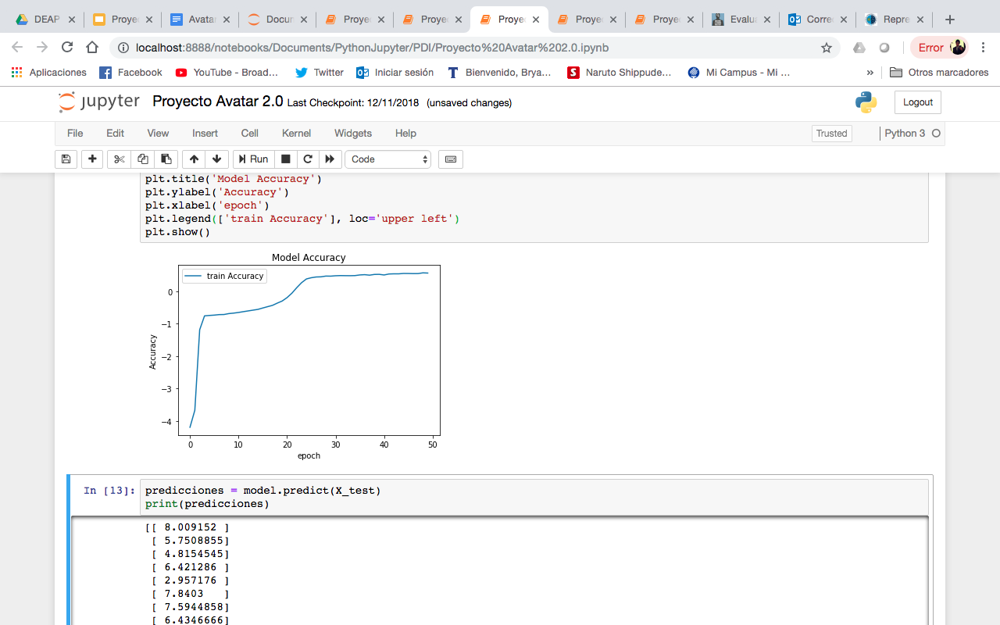 DEAP Proye Avatar Docur Proye Proye Proye Proye Proye Evalua Corre Repre
localhost:8888/notebooks/Documents/PythonJupyter/PDI/Proyecto%20Avatar%202.0.ipynb Error
Aplicaciones Facebook YouTube - Broad... Twitter Iniciar sesión Bienvenido, Brya... Naruto Shippude... Mi Campus - Mi ... » Otros marcadores
jupyter Proyecto Avatar 2.0 Last Checkpoint: 12/11/2018 (unsaved changes) Logout
File Edit View Insert Cell Kernel Widgets Help Trusted Python 3
Run Code
plt.title('Model Accuracy')
plt.ylabel('Accuracy')
plt.xlabel('epoch')
plt.legend(['train Accuracy'], loc='upper left')
plt.show()
Model Accuracy
train Accuracy
0
−1
−2
−3
−4
Accuracy
0 10 20 30 40 50
epoch
In [13]: predicciones = model.predict(X_test)
print(predicciones)
[[ 8.009152 ]
[ 5.7508855]
[ 4.8154545]
[ 6.421286 ]
[ 2.957176 ]
[ 7.8403   ]
[ 7.5944858]
[ 6.4346666]